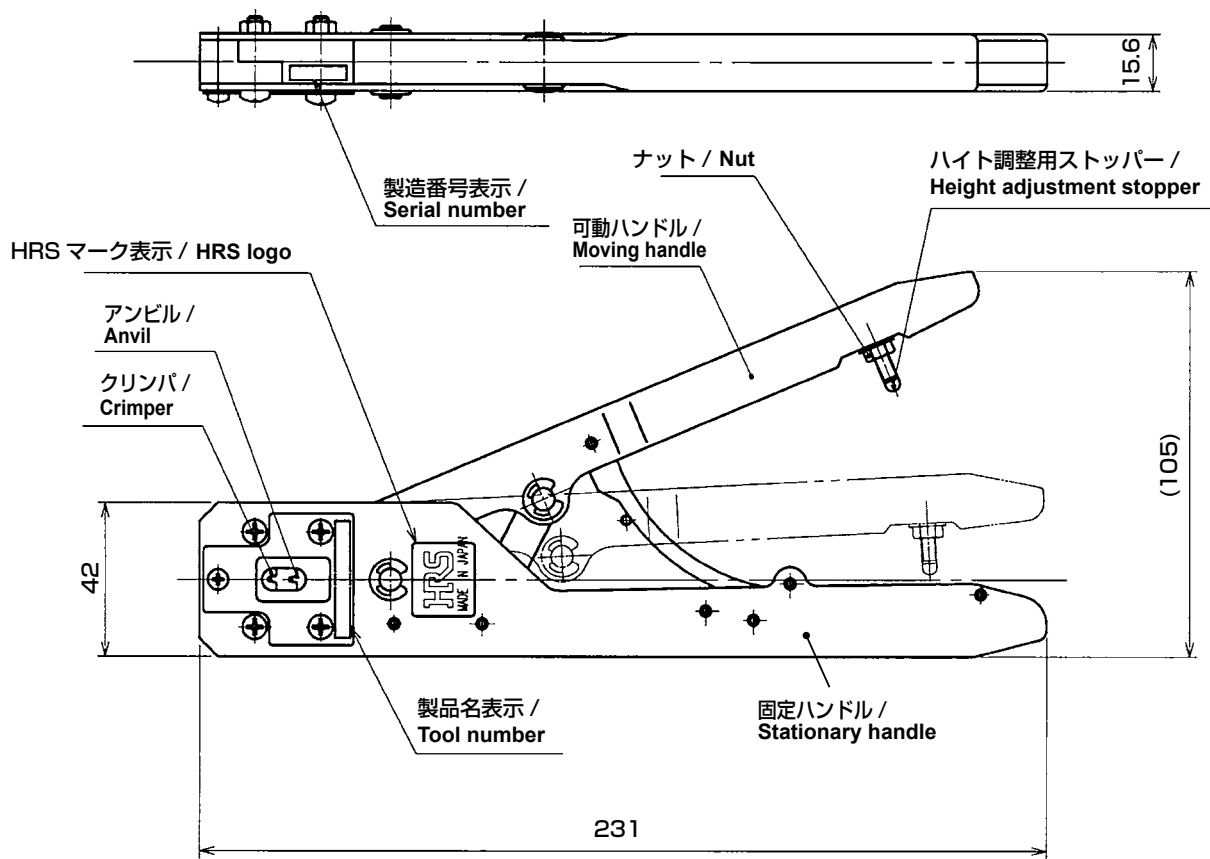 15.6
ナット / Nut
ハイト調整用ストッパー /
Height adjustment stopper
製造番号表示 /
Serial number
可動ハンドル /
Moving handle
HRS マーク表示 / HRS logo
アンビル /
Anvil
クリンパ /
Crimper
(105)
42
HRS
MADE IN JAPAN
製品名表示 /
Tool number
固定ハンドル /
Stationary handle
231